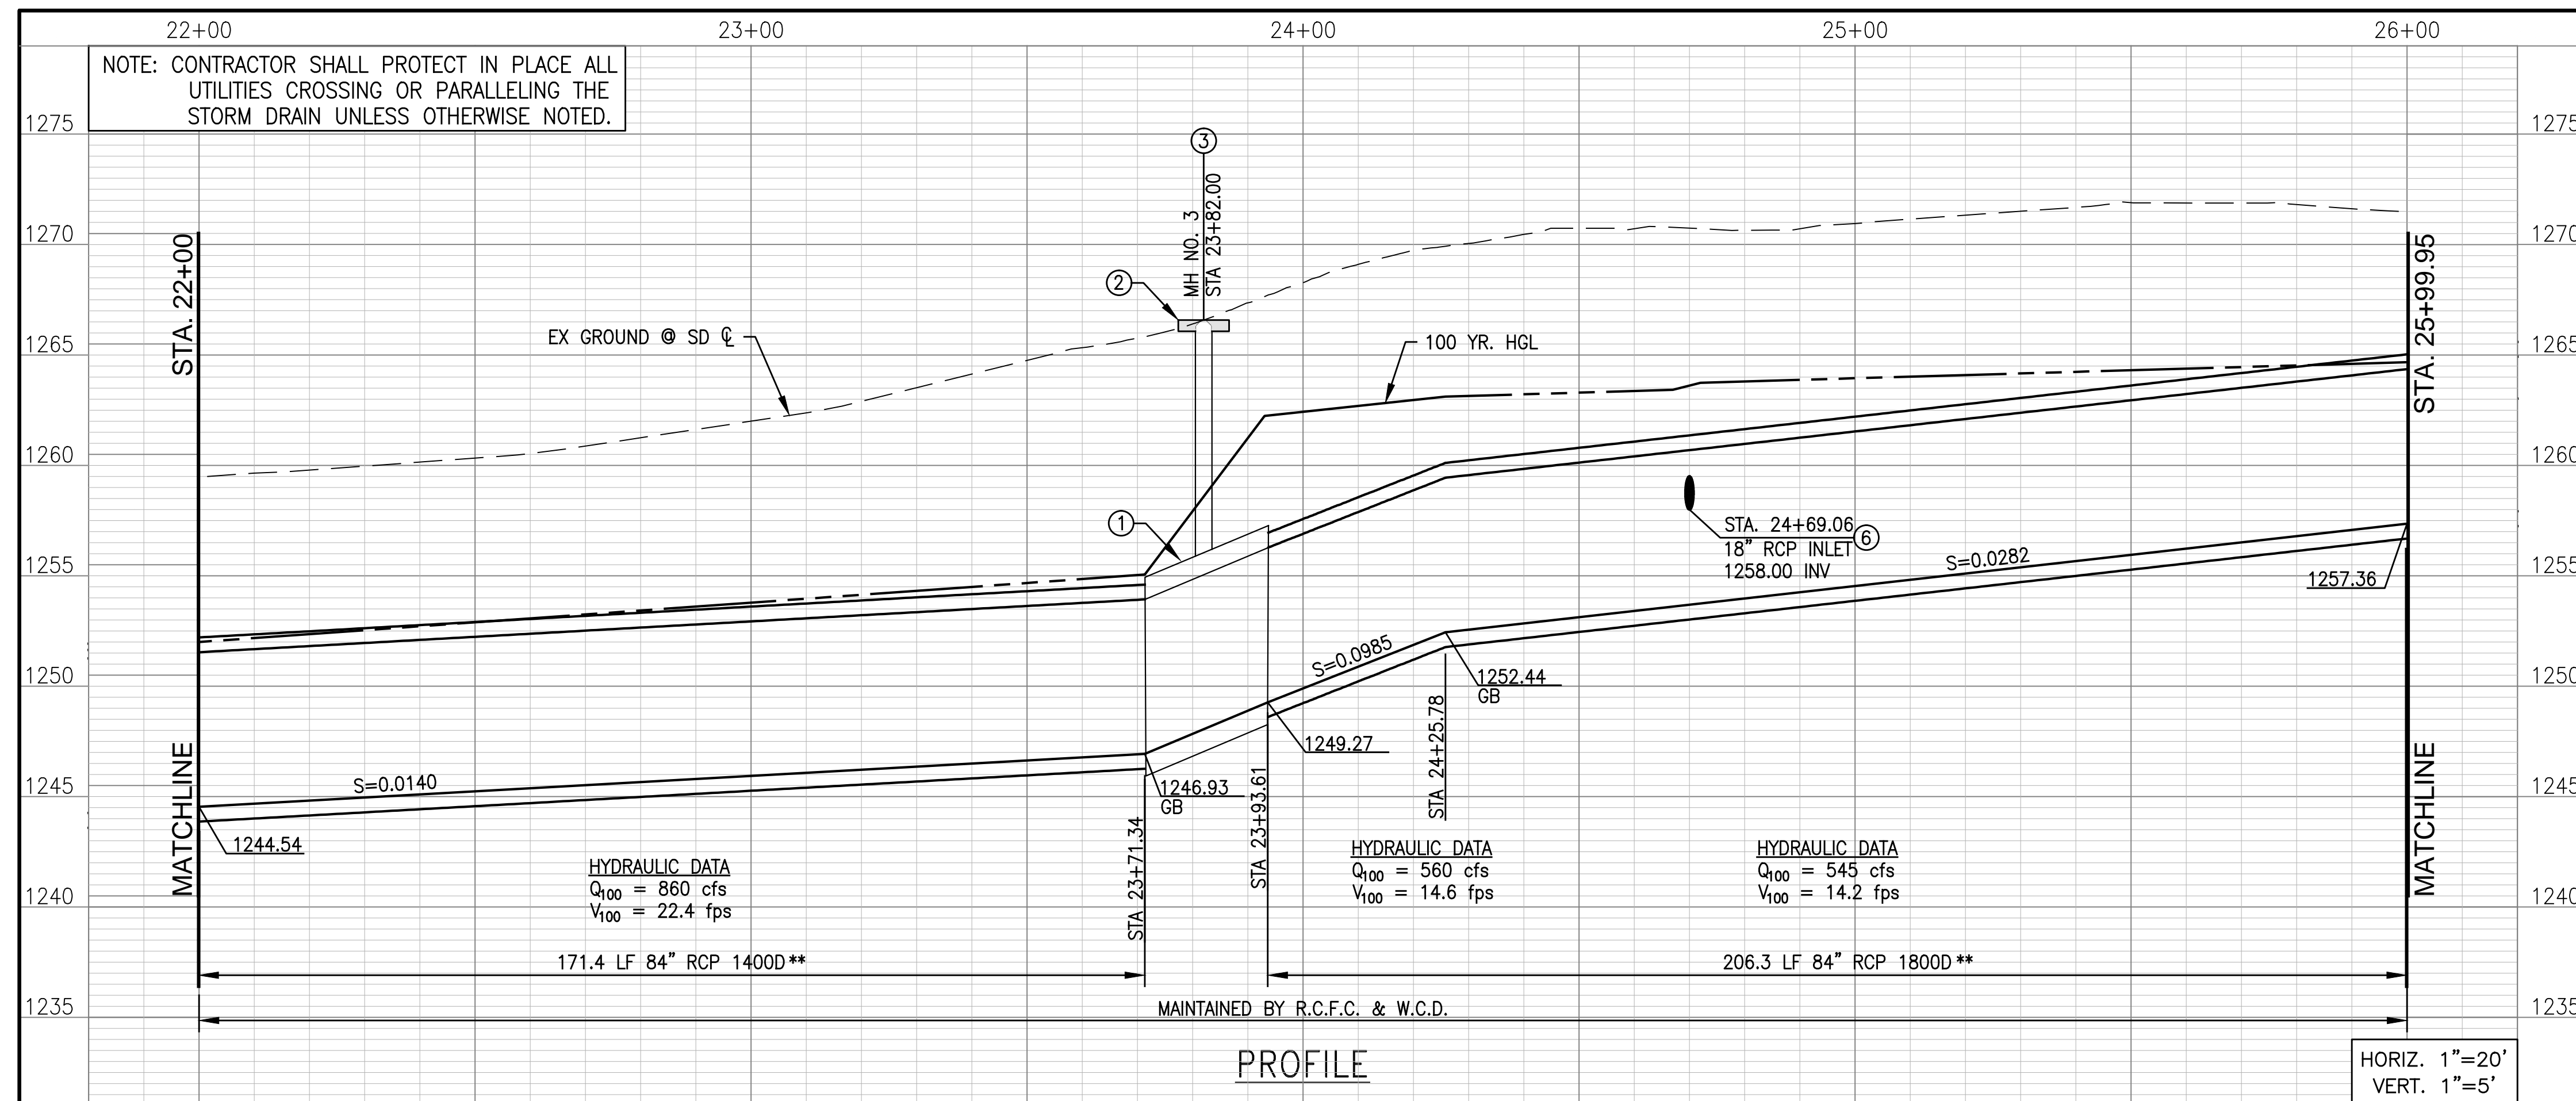 22+00 23+00 24+00 25+00 26+00
NOTE: CONTRACTOR SHALL PROTECT IN PLACE ALL
UTILITIES CROSSING OR PARALLELING THE
STORM DRAIN UNLESS OTHERWISE NOTED.
1275
1270
1265
1260
1255
1250
1245
1240
1235
STA. 22+00
MATCHLINE
EX GROUND @ SD ℄
3
MH NO. 3
STA 23+82.00
2
1
100 YR. HGL
STA. 24+69.06
6
18" RCP INLET
1258.00 INV
S=0.0282
1257.36
S=0.0985
1252.44
GB
1249.27
S=0.0140
1246.93
GB
1244.54
STA 23+71.34
STA 23+93.61
STA 24+25.78
HYDRAULIC DATA
Q100 = 860 cfs
V100 = 22.4 fps
HYDRAULIC DATA
Q100 = 560 cfs
V100 = 14.6 fps
HYDRAULIC DATA
Q100 = 545 cfs
V100 = 14.2 fps
171.4 LF 84" RCP 1400D**
206.3 LF 84" RCP 1800D**
MAINTAINED BY R.C.F.C. & W.C.D.
PROFILE
STA. 25+99.95
MATCHLINE
1275
1270
1265
1260
1255
1250
1245
1240
1235
HORIZ. 1"=20'
VERT. 1"=5'